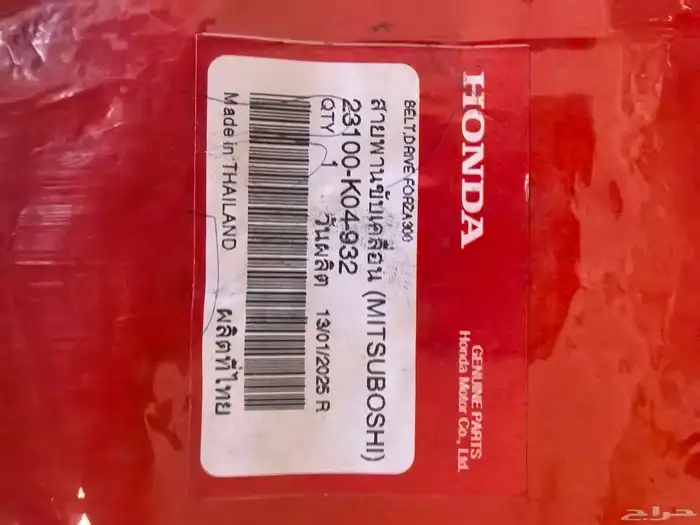 HONDA
GENUINE PARTS
Honda Motor Co., Ltd.
BELT,DRIVE FORZA300
สายพานขับเคลื่อน (MITSUBOSHI)
23100-K04-932
QTY 1 วันผลิต 13/01/2025 R
Made in THAILAND ผลิตที่ไทย
حراج